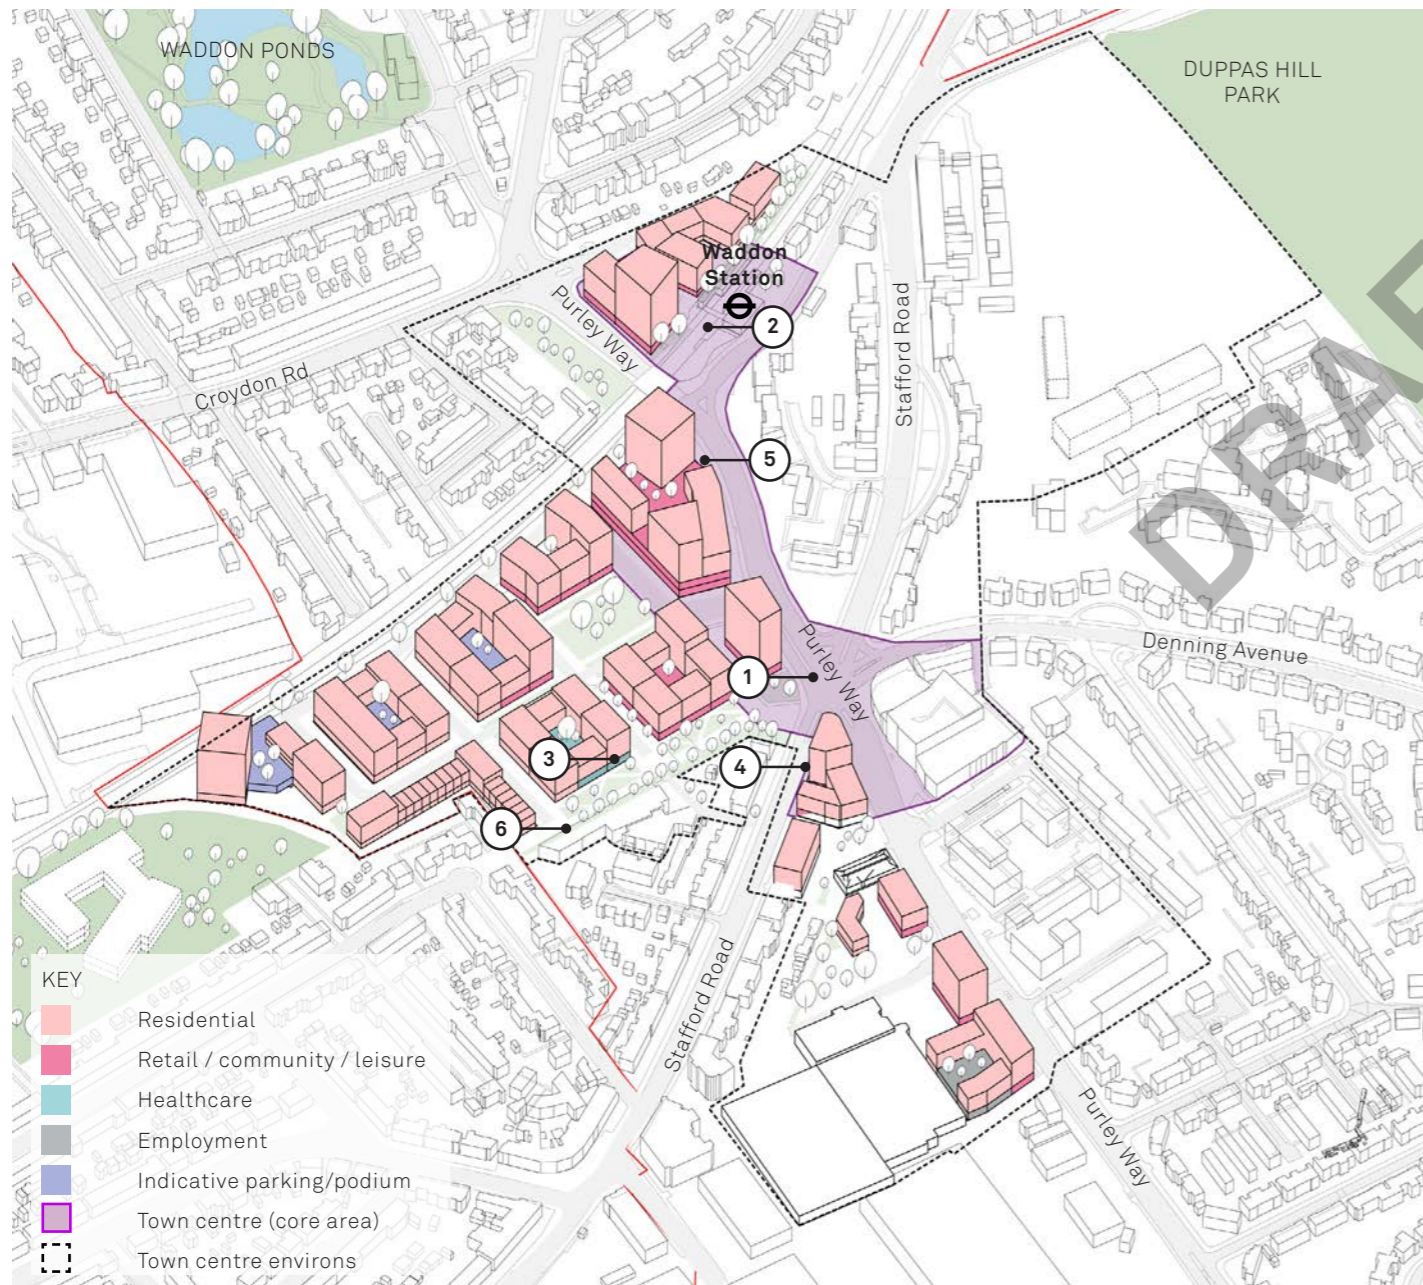 WADDON PONDS
DUPPAS HILL
PARK
Waddon
Station
2
Purley Way
Stafford Road
Croydon Rd
5
Denning Avenue
1
Purley Way
3
4
6
Stafford Road
Purley Way
KEY
Residential
Retail / community / leisure
Healthcare
Employment
Indicative parking/podium
Town centre (core area)
Town centre environs